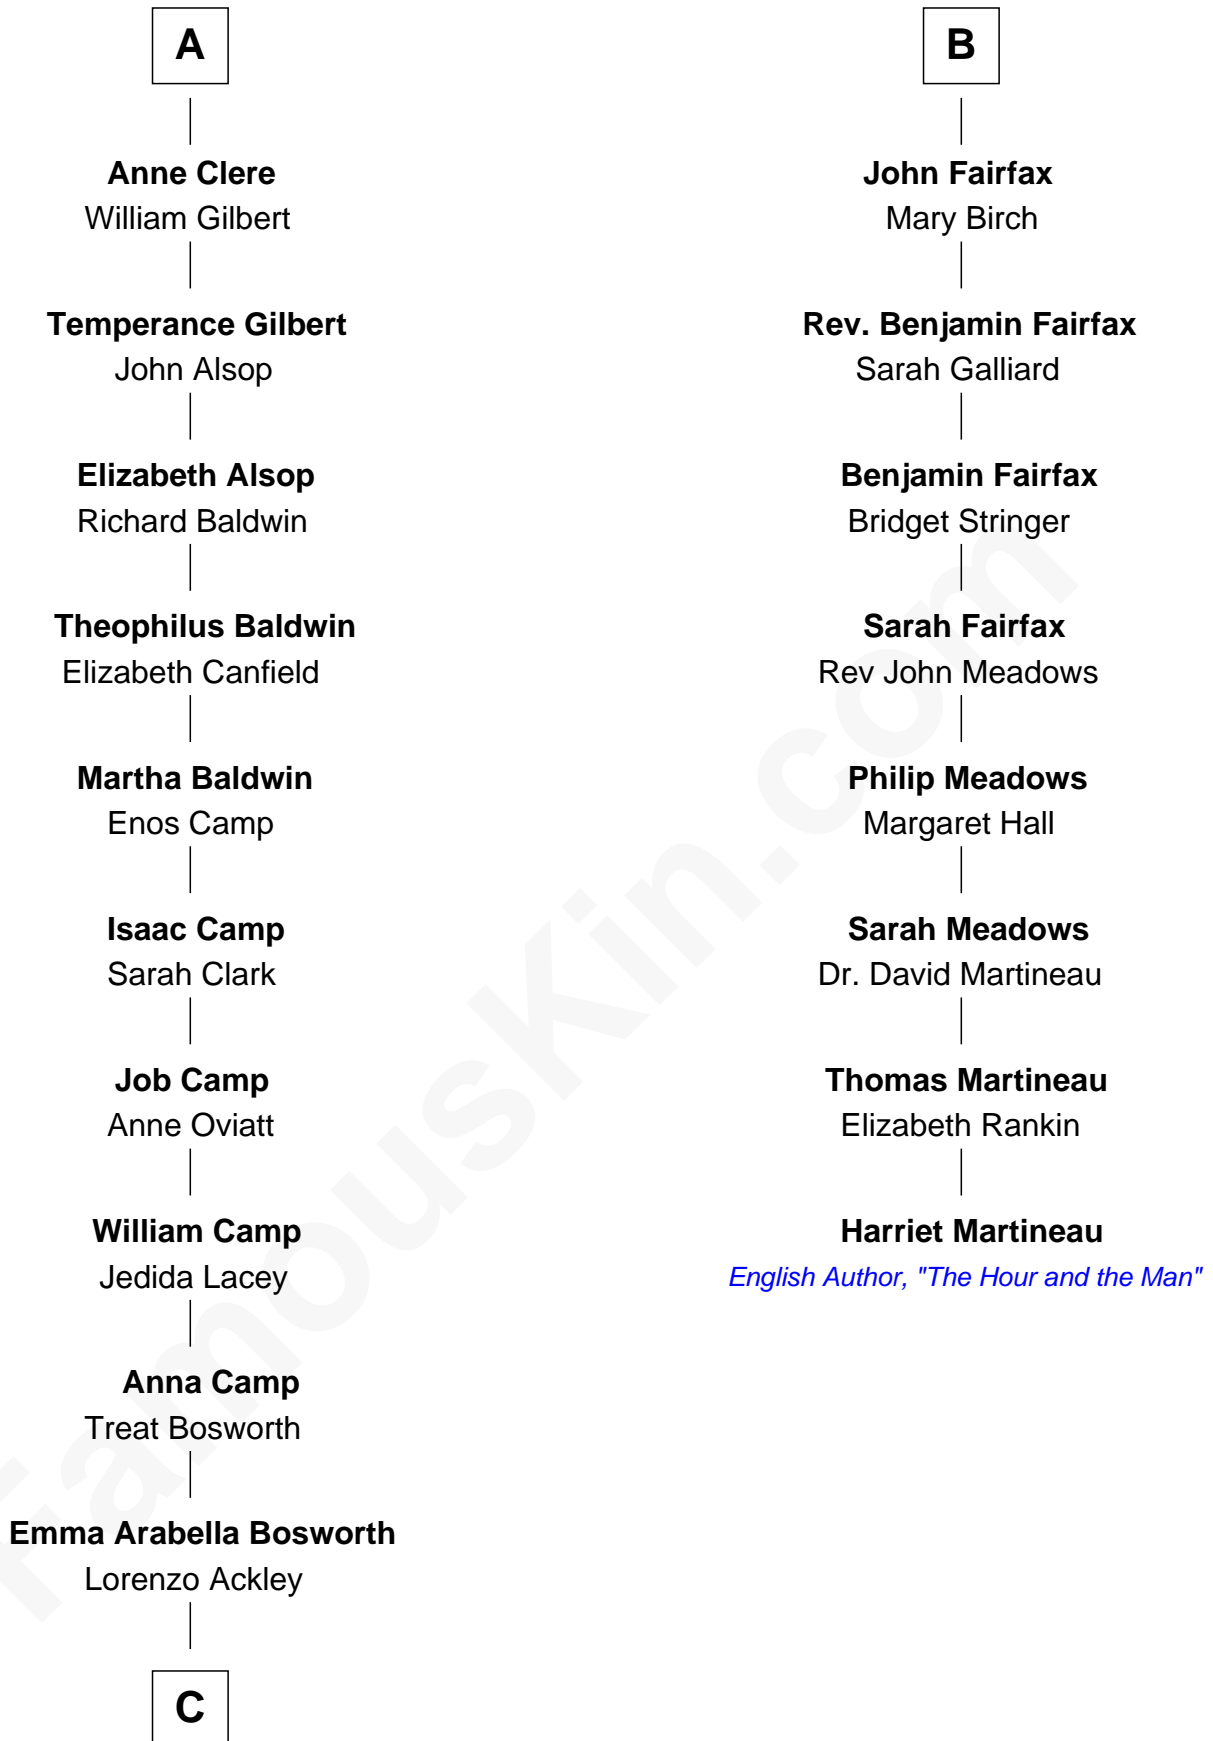 A
Anne Clere
William Gilbert
Temperance Gilbert
John Alsop
Elizabeth Alsop
Richard Baldwin
Theophilus Baldwin
Elizabeth Canfield
Martha Baldwin
Enos Camp
Isaac Camp
Sarah Clark
Job Camp
Anne Oviatt
William Camp
Jedida Lacey
Anna Camp
Treat Bosworth
Emma Arabella Bosworth
Lorenzo Ackley
C
B
John Fairfax
Mary Birch
Rev. Benjamin Fairfax
Sarah Galliard
Benjamin Fairfax
Bridget Stringer
Sarah Fairfax
Rev John Meadows
Philip Meadows
Margaret Hall
Sarah Meadows
Dr. David Martineau
Thomas Martineau
Elizabeth Rankin
Harriet Martineau
English Author, "The Hour and the Man"
FamousKin.com